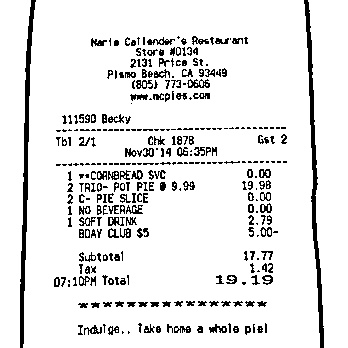 Marie Callender's Restaurant
Store #0134
2131 Price St.
Pismo Beach, CA 93449
(805) 773-0606
www.mcpies.com
111590 Becky
Tbl 2/1 Chk 1878 Gst 2
Nov30'14 06:35PM
1 **CORNBREAD SVC 0.00
2 TRIO- POT PIE @ 9.99 19.98
2 C- PIE SLICE 0.00
1 NO BEVERAGE 0.00
1 SOFT DRINK 2.79
BDAY CLUB $5 5.00-
Subtotal 17.77
Tax 1.42
07:10PM Total 19.19
*****************
Indulge.. Take home a whole pie!